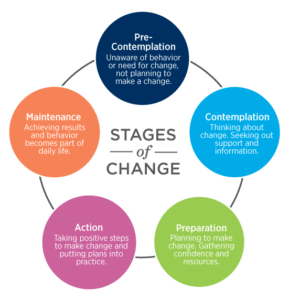 Pre-
Contemplation
Unaware of behavior
or need for change,
not planning to
make a change.
Contemplation
Thinking about
change. Seeking out
support and
information.
Preparation
Planning to make
change. Gathering
confidence and
resources.
Action
Taking positive steps
to make change and
putting plans into
practice.
Maintenance
Achieving results
and behavior
becomes part of
daily life.
STAGES
of
CHANGE